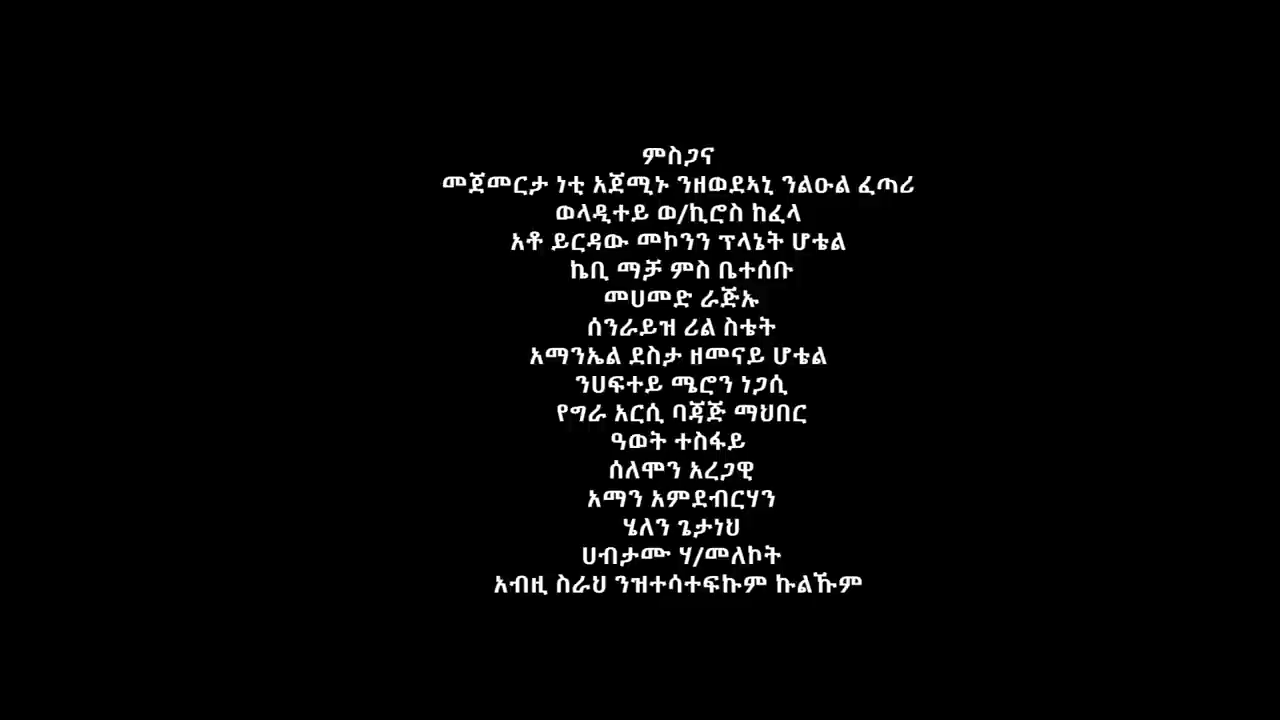 ምስጋና
መጀመርታ ነቲ አጀሚኑ ንዘወደኣኒ ንልዑል ፈጣሪ
ወላዲተይ ወ/ኪሮስ ከፈላ
አቶ ይርዳው መኮንን ፕላኔት ሆቴል
ኬቢ ማቻ ምስ ቤተሰቡ
መሀመድ ራጅኡ
ሰንራይዝ ሪል ስቴት
አማንኤል ደስታ ዘመናይ ሆቴል
ንሀፍተይ ሜሮን ነጋሲ
የግራ አርሲ ባጃጅ ማህበር
ዓወት ተስፋይ
ሰለሞን አረጋዊ
አማን አምደብርሃን
ሄለን ጌታነህ
ሀብታሙ ሃ/መለኮት
አብዚ ስራህ ንዝተሳተፍኩም ኩልኹም